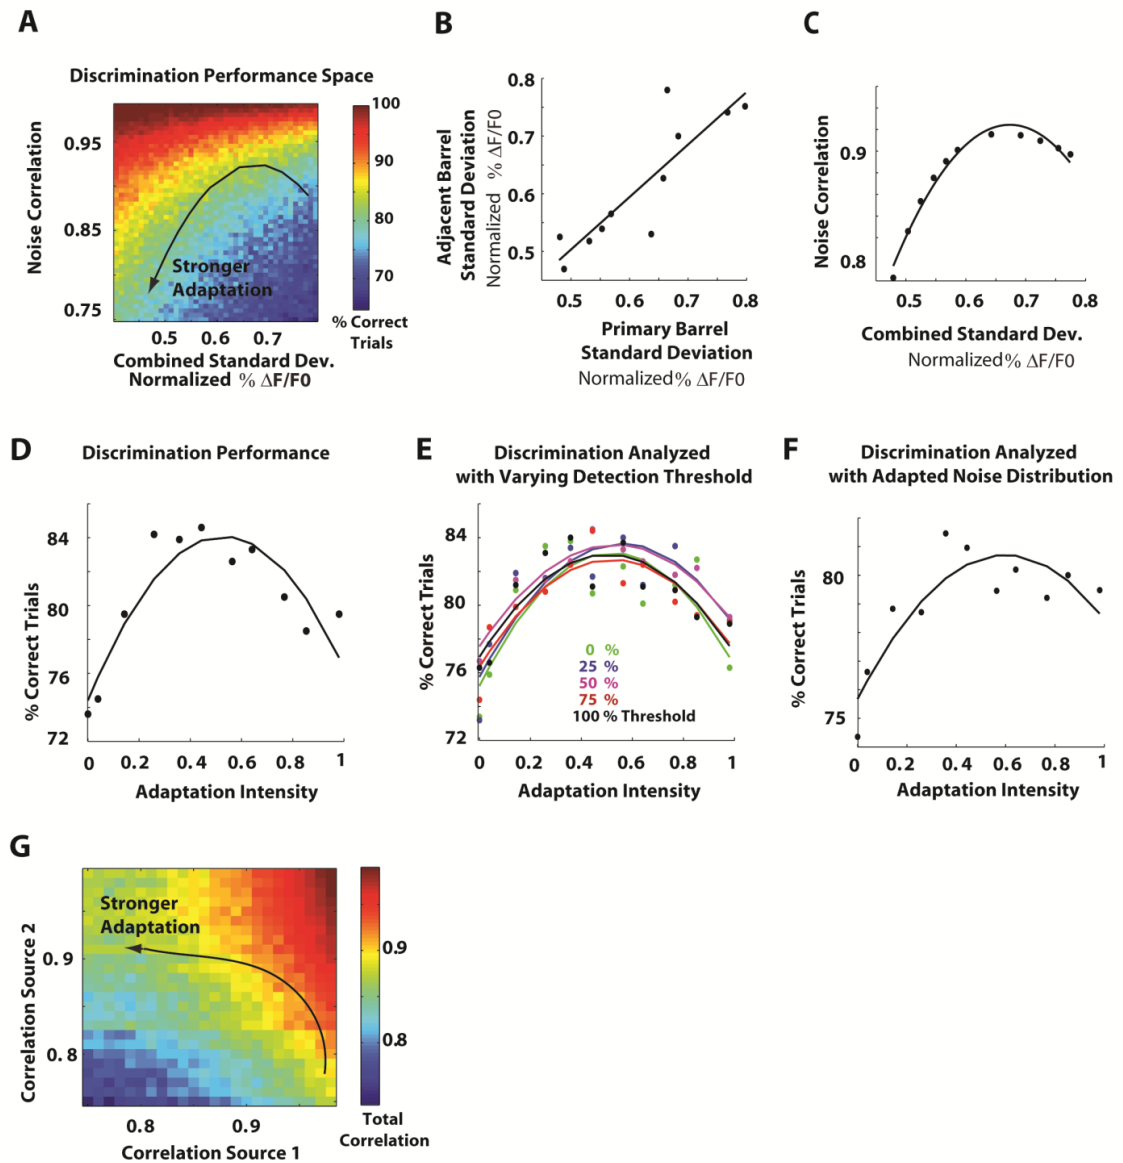 A
Discrimination Performance Space
Noise Correlation
0.95
0.85
0.75
Stronger
Adaptation
0.5 0.6 0.7
Combined Standard Dev.
Normalized % ΔF/F0
100
90
80
70
% Correct
Trials
B
Adjacent Barrel
Standard Deviation
Normalized % ΔF/F0
0.8
0.7
0.6
0.5
0.5 0.6 0.7 0.8
Primary Barrel
Standard Deviation
Normalized % ΔF/F0
C
Noise Correlation
0.9
0.8
0.5 0.6 0.7 0.8
Combined Standard Dev.
Normalized % ΔF/F0
D
Discrimination Performance
% Correct Trials
84
80
76
72
0 0.2 0.4 0.6 0.8 1
Adaptation Intensity
E
Discrimination Analyzed
with Varying Detection Threshold
% Correct Trials
84
80
76
72
0 %
25 %
50 %
75 %
100 % Threshold
0 0.2 0.4 0.6 0.8 1
Adaptation Intensity
F
Discrimination Analyzed
with Adapted Noise Distribution
% Correct Trials
80
75
0 0.2 0.4 0.6 0.8 1
Adaptation Intensity
G
Correlation Source 2
0.9
0.8
Stronger
Adaptation
0.8 0.9
Correlation Source 1
0.9
0.8
Total
Correlation